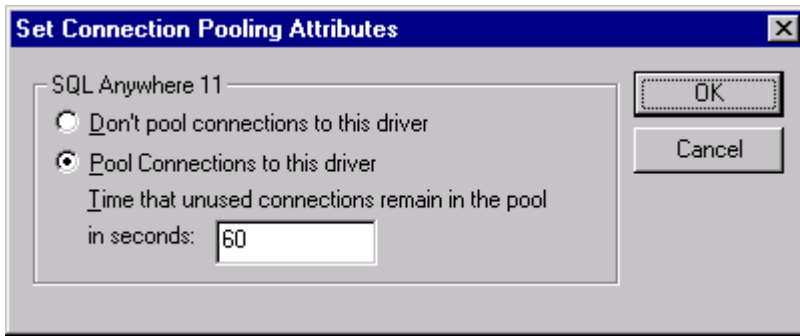 Set Connection Pooling Attributes
SQL Anywhere 11
Don't pool connections to this driver
Pool Connections to this driver
Time that unused connections remain in the pool
in seconds: 60
OK
Cancel